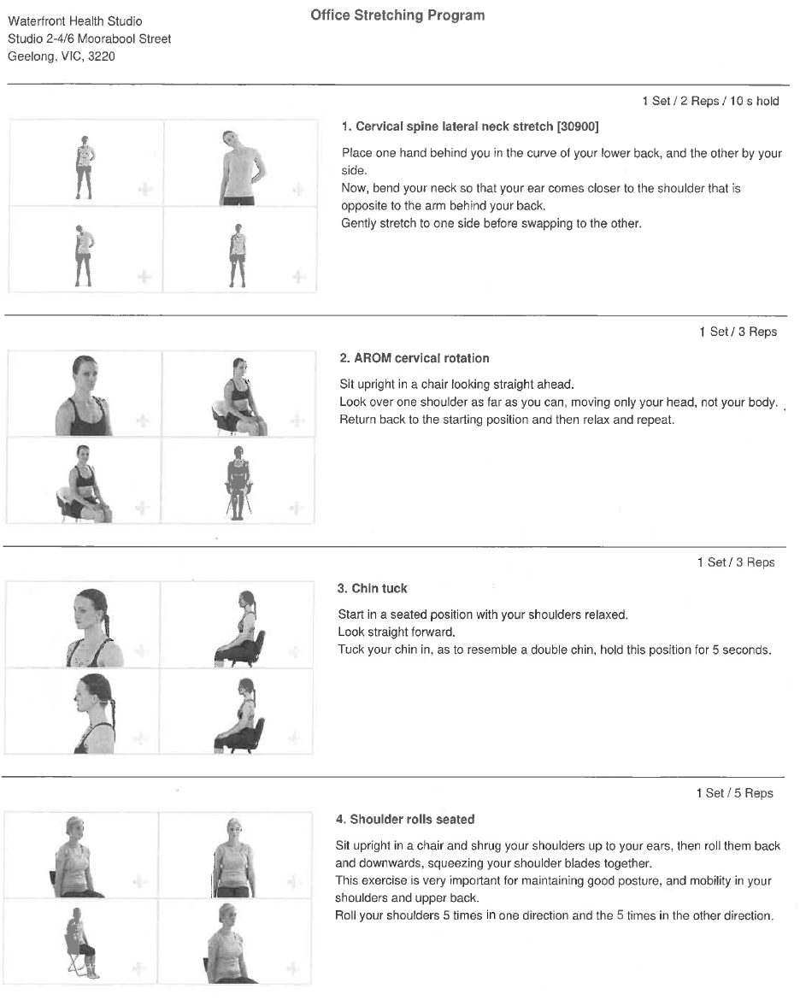 Office Stretching Program
Waterfront Health Studio
Studio 2-4/6 Moorabool Street
Geelong, VIC, 3220
1 Set / 2 Reps / 10 s hold
1. Cervical spine lateral neck stretch [30900]
Place one hand behind you in the curve of your lower back, and the other by your
side.
Now, bend your neck so that your ear comes closer to the shoulder that is
opposite to the arm behind your back.
Gently stretch to one side before swapping to the other.
1 Set / 3 Reps
2. AROM cervical rotation
Sit upright in a chair looking straight ahead.
Look over one shoulder as far as you can, moving only your head, not your body.
Return back to the starting position and then relax and repeat.
1 Set / 3 Reps
3. Chin tuck
Start in a seated position with your shoulders relaxed.
Look straight forward.
Tuck your chin in, as to resemble a double chin, hold this position for 5 seconds.
1 Set / 5 Reps
4. Shoulder rolls seated
Sit upright in a chair and shrug your shoulders up to your ears, then roll them back
and downwards, squeezing your shoulder blades together.
This exercise is very important for maintaining good posture, and mobility in your
shoulders and upper back.
Roll your shoulders 5 times in one direction and the 5 times in the other direction.